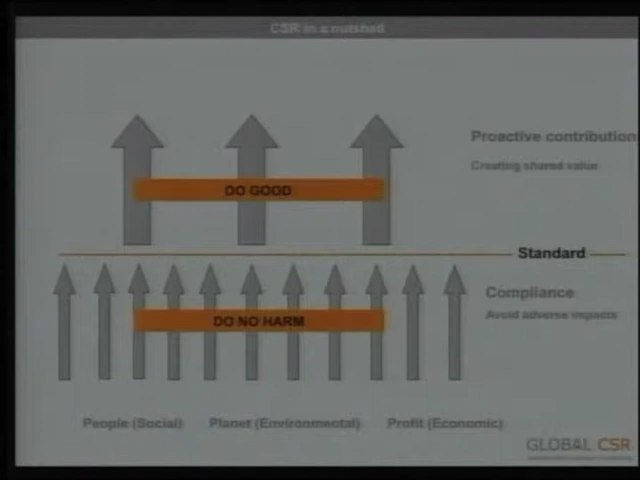 CSR in a nutshell
Proactive contribution
Creating shared value
DO GOOD
Standard
Compliance
Avoid adverse impacts
DO NO HARM
People (Social)
Planet (Environmental)
Profit (Economic)
GLOBAL CSR